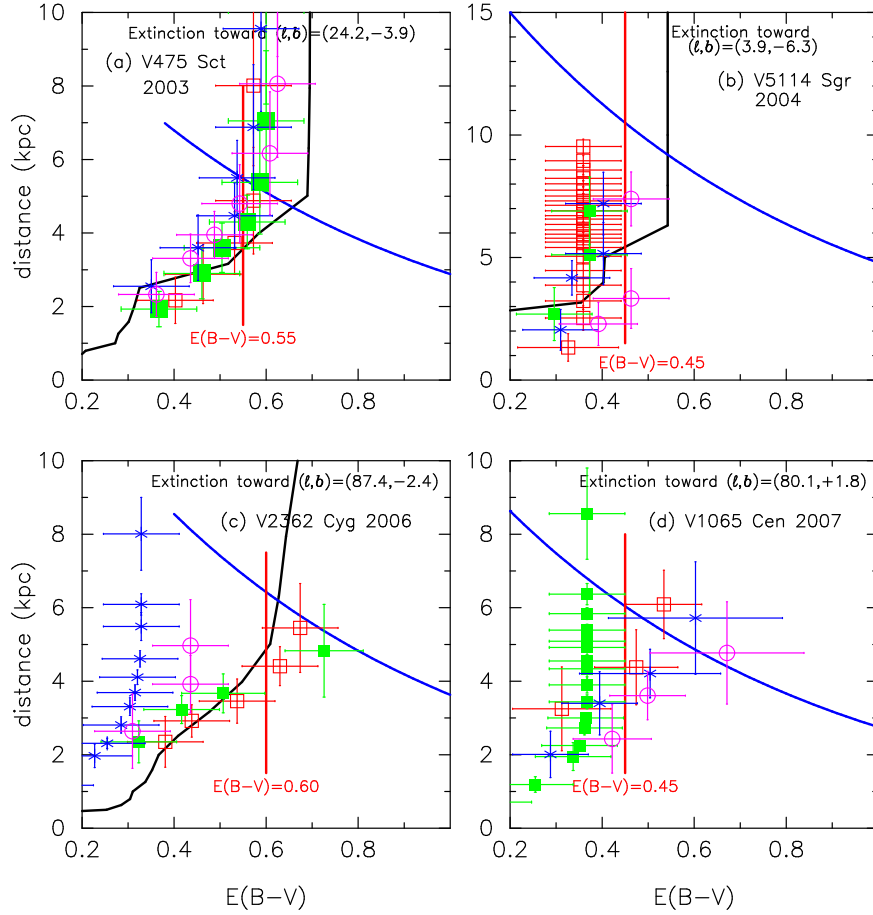 Extinction toward (l,b)=(24.2,−3.9)
(a) V475 Sct
2003
E(B−V)=0.55
distance (kpc)
0
2
4
6
8
10
0.2
0.4
0.6
0.8
Extinction toward
(l,b)=(3.9,−6.3)
(b) V5114 Sgr
2004
E(B−V)=0.45
0
5
10
15
0.2
0.4
0.6
0.8
Extinction toward (l,b)=(87.4,−2.4)
(c) V2362 Cyg 2006
E(B−V)=0.60
distance (kpc)
0
2
4
6
8
10
0.2
0.4
0.6
0.8
E(B−V)
Extinction toward (l,b)=(80.1,+1.8)
(d) V1065 Cen 2007
E(B−V)=0.45
0
2
4
6
8
10
0.2
0.4
0.6
0.8
E(B−V)